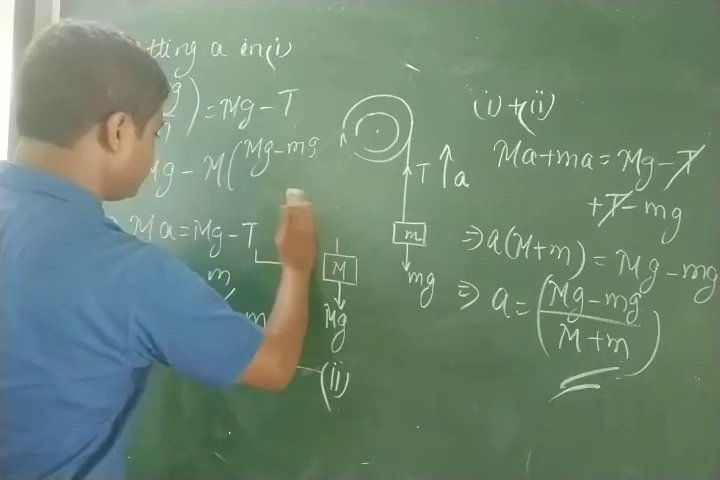 tting a in (i)
) = Mg - T
Mg - M ( Mg - mg
Ma = Mg - T
m
m
(ii)
T
a
m
mg
M
Mg
(i) + (ii)
Ma + ma = Mg - T
+ T - mg
⇒ a(M + m) = Mg - mg
⇒ a = ( Mg - mg
M + m )